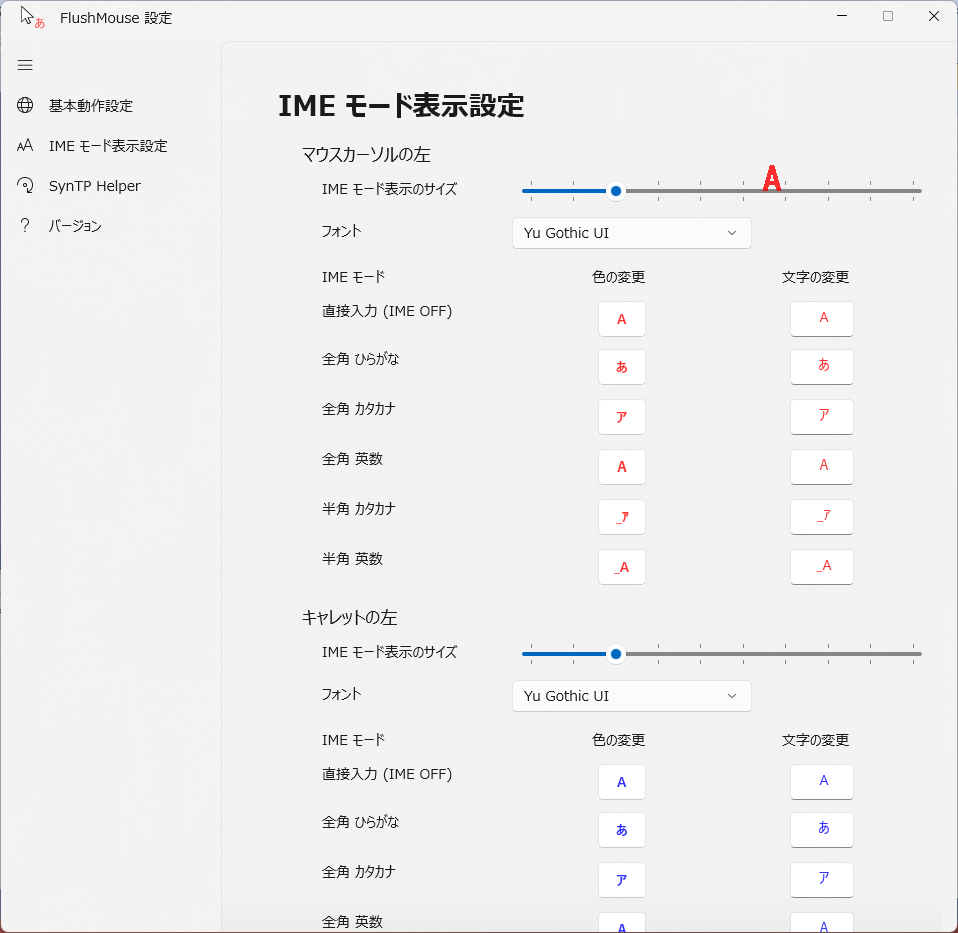 あ FlushMouse 設定
基本動作設定
AA IME モード表示設定
SynTP Helper
? バージョン
IME モード表示設定
マウスカーソルの左
IME モード表示のサイズ
A
フォント Yu Gothic UI
IME モード 色の変更 文字の変更
直接入力 (IME OFF) A A
全角 ひらがな あ あ
全角 カタカナ ア ア
全角 英数 A A
半角 カタカナ _ｱ _ｱ
半角 英数 _A _A
キャレットの左
IME モード表示のサイズ
フォント Yu Gothic UI
IME モード 色の変更 文字の変更
直接入力 (IME OFF) A A
全角 ひらがな あ あ
全角 カタカナ ア ア
全角 英数 A A